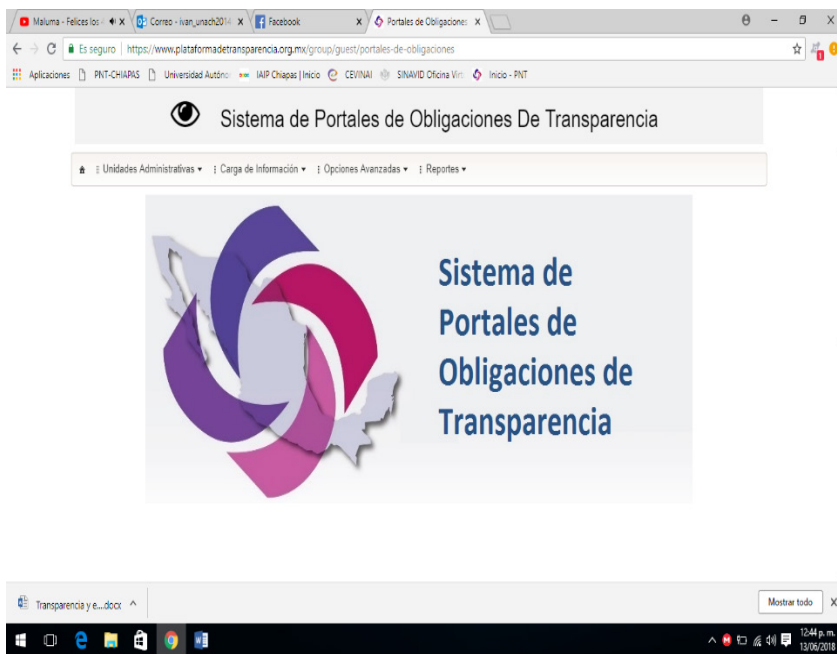 Maluma - Felices los
Correo - ivan_unach2014
Facebook
Portales de Obligaciones
Es seguro | https://www.plataformadetransparencia.org.mx/group/guest/portales-de-obligaciones
Aplicaciones PNT-CHIAPAS Universidad Autóno IAIP Chiapas | Inicio CEVINAI SINAVID Oficina Virt Inicio - PNT
Sistema de Portales de Obligaciones De Transparencia
Unidades Administrativas Carga de Información Opciones Avanzadas Reportes
Sistema de
Portales de
Obligaciones de
Transparencia
Transparencia y e....docx
Mostrar todo
12:44 p. m.
13/06/2018